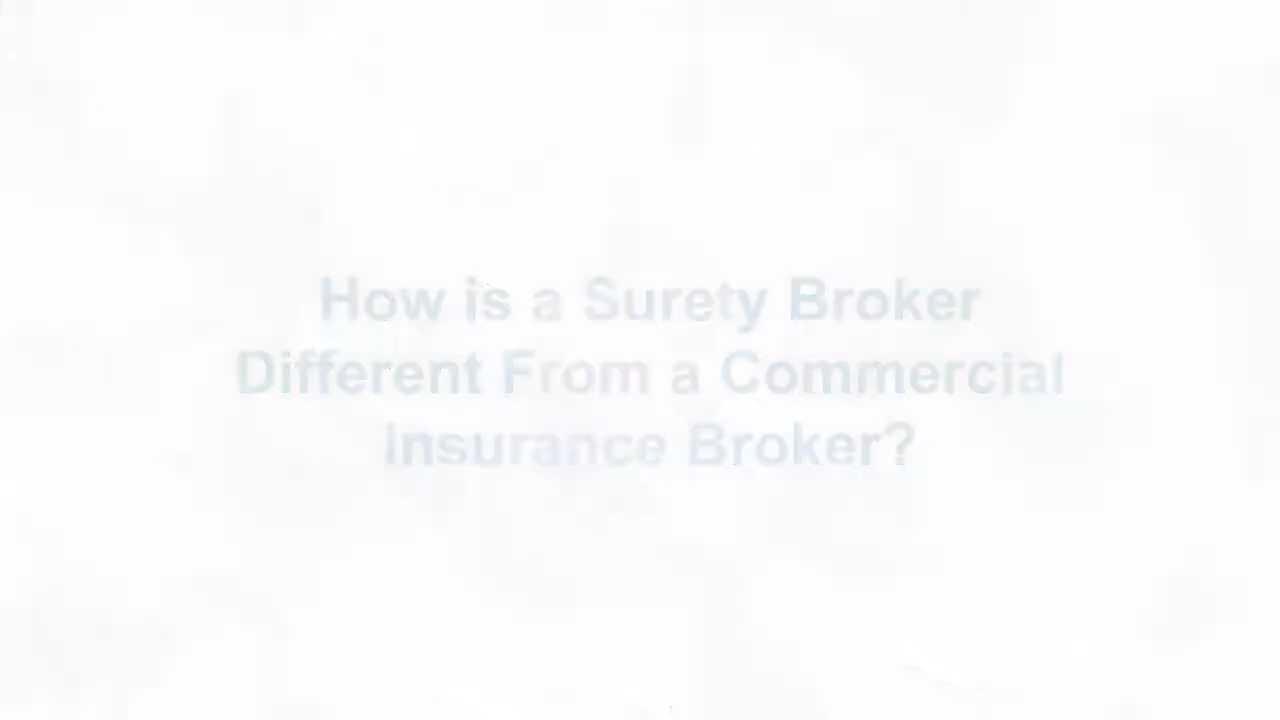 How is a Surety Broker
Different From a Commercial
Insurance Broker?